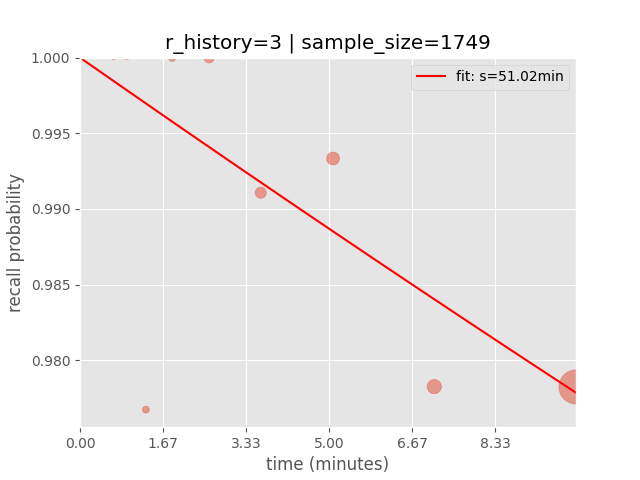 r_history=3 | sample_size=1749
fit: s=51.02min
recall probability
1.000
0.995
0.990
0.985
0.980
0.00 1.67 3.33 5.00 6.67 8.33
time (minutes)